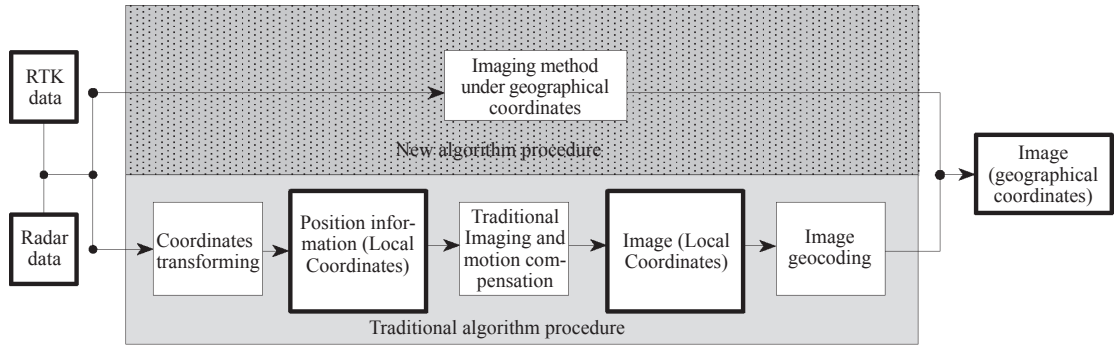 RTK
data
Imaging method
under geographical
coordinates
New algorithm procedure
Image
(geographical
coordinates)
Radar
data
Coordinates
transforming
Position infor-
mation (Local
Coordinates)
Traditional
Imaging and
motion com-
pensation
Image (Local
Coordinates)
Image
geocoding
Traditional algorithm procedure